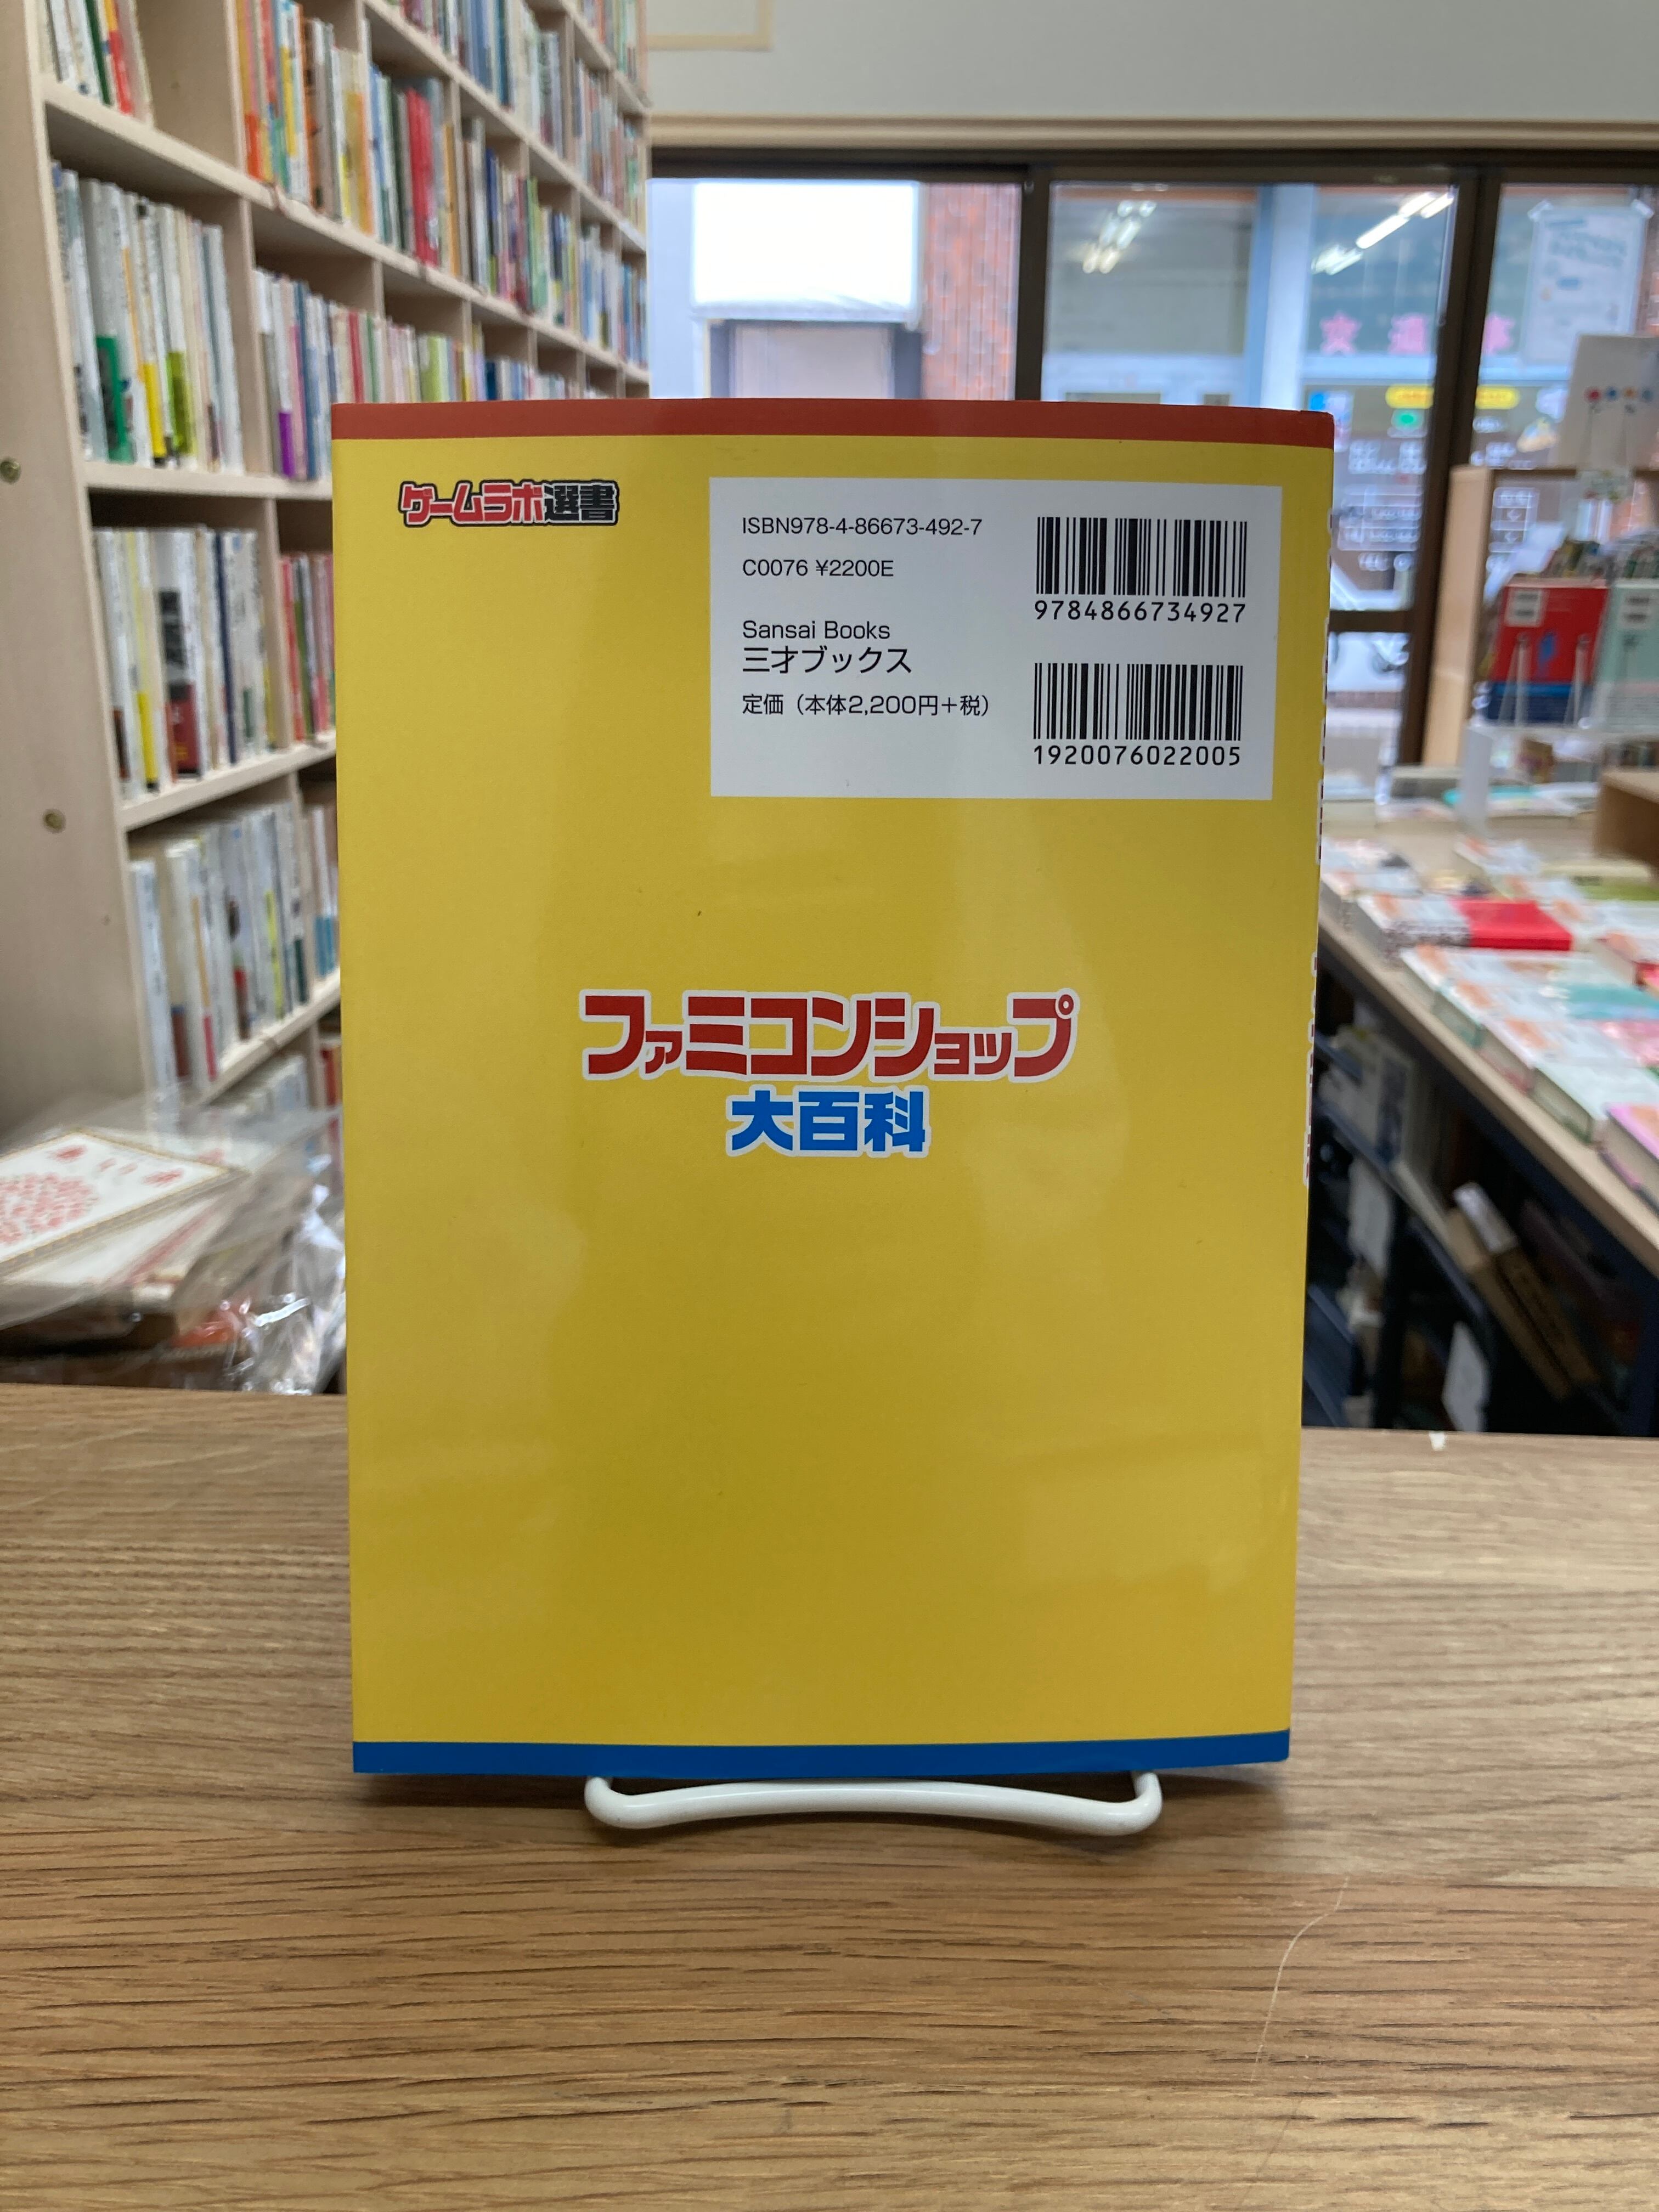 ゲームラボ選書
ISBN978-4-86673-492-7
C0076 ¥2200E
Sansai Books
三才ブックス
定価（本体2,200円＋税）
9784866734927
1920076022005
ファミコンショップ
大百科